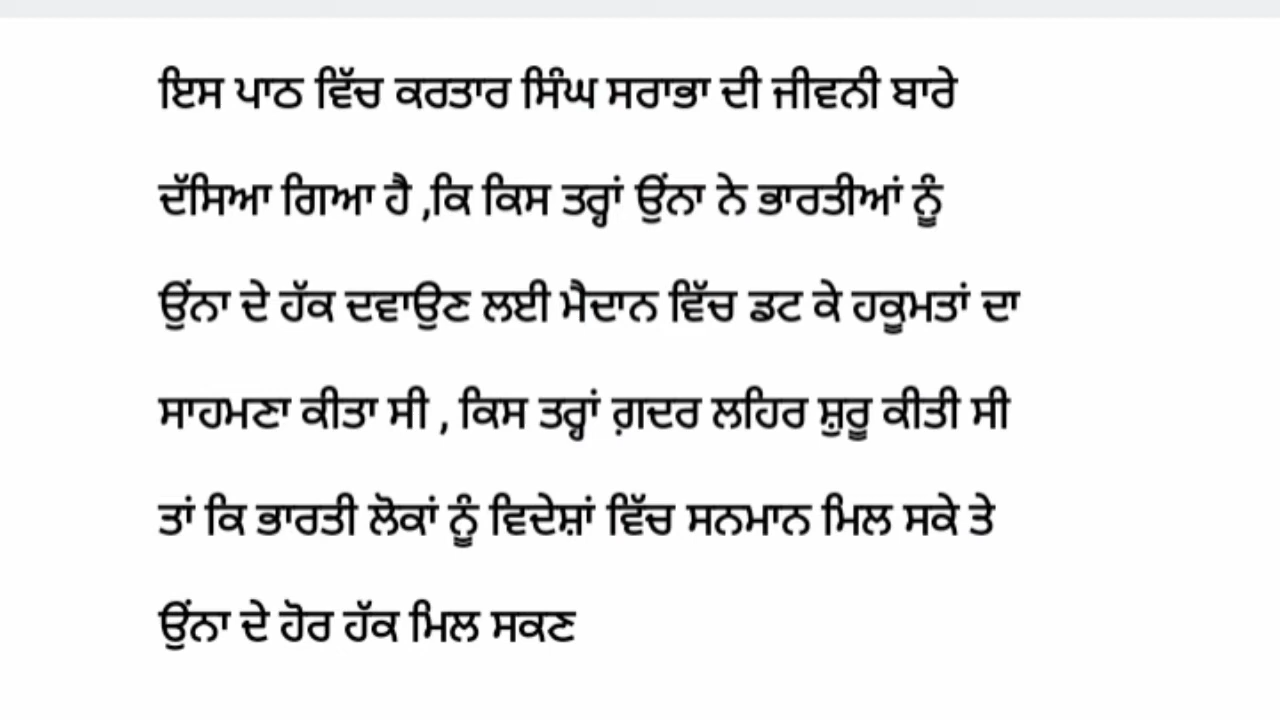 ਇਸ ਪਾਠ ਵਿੱਚ ਕਰਤਾਰ ਸਿੰਘ ਸਰਾਭਾ ਦੀ ਜੀਵਨੀ ਬਾਰੇ
ਦੱਸਿਆ ਗਿਆ ਹੈ ,ਕਿ ਕਿਸ ਤਰ੍ਹਾਂ ਉਂਨਾ ਨੇ ਭਾਰਤੀਆਂ ਨੂੰ
ਉਂਨਾ ਦੇ ਹੱਕ ਦਵਾਉਣ ਲਈ ਮੈਦਾਨ ਵਿੱਚ ਡਟ ਕੇ ਹਕੂਮਤਾਂ ਦਾ
ਸਾਹਮਣਾ ਕੀਤਾ ਸੀ , ਕਿਸ ਤਰ੍ਹਾਂ ਗ਼ਦਰ ਲਹਿਰ ਸ਼ੁਰੂ ਕੀਤੀ ਸੀ
ਤਾਂ ਕਿ ਭਾਰਤੀ ਲੋਕਾਂ ਨੂੰ ਵਿਦੇਸ਼ਾਂ ਵਿੱਚ ਸਨਮਾਨ ਮਿਲ ਸਕੇ ਤੇ
ਉਂਨਾ ਦੇ ਹੋਰ ਹੱਕ ਮਿਲ ਸਕਣ